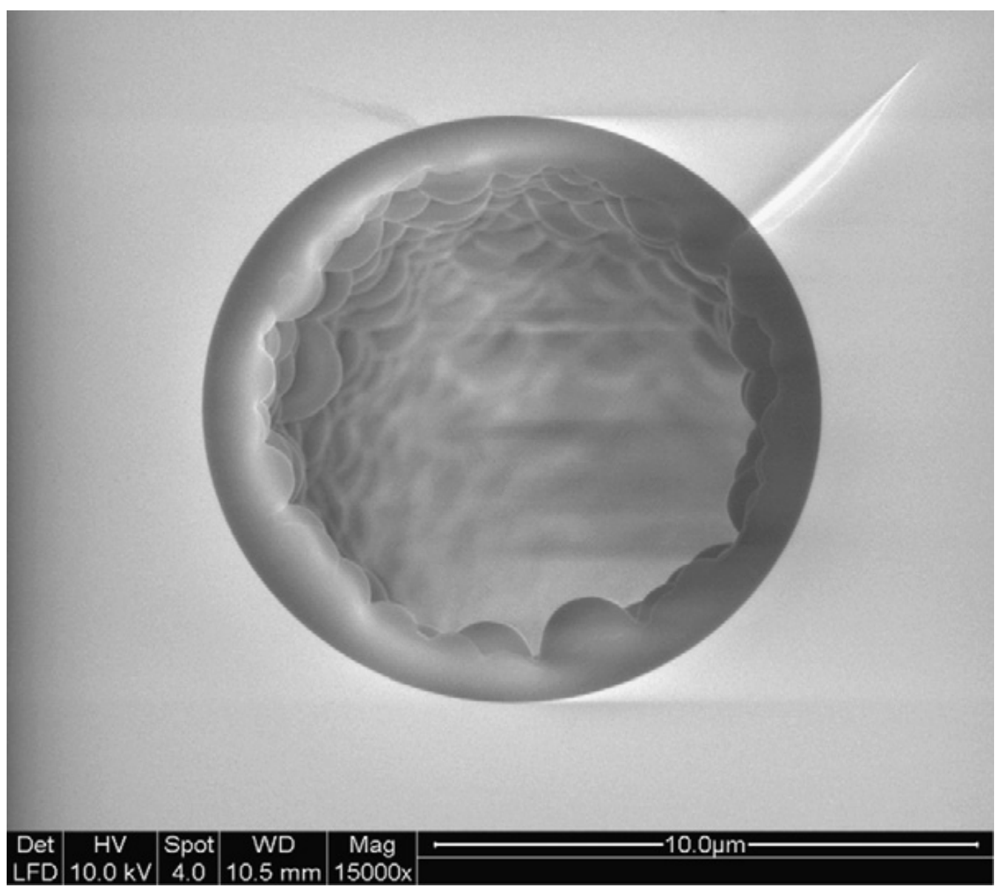 Det HV Spot WD Mag 10.0µm
LFD 10.0 kV 4.0 10.5 mm 15000x